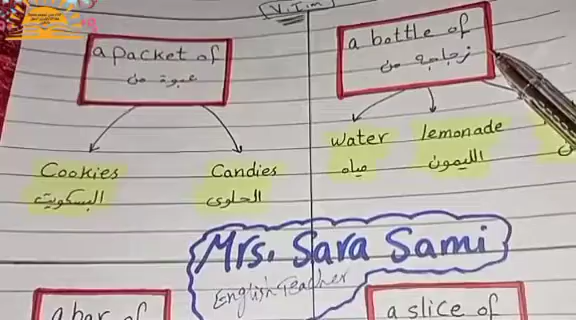 V.I.m
a packet of
عبوة من
Cookies
البسكويت
Candies
الحلوى
a bottle of
زجاجة من
Water
مياه
lemonade
الليمون
Mrs. Sara Sami
English Teacher
a bar of
a slice of